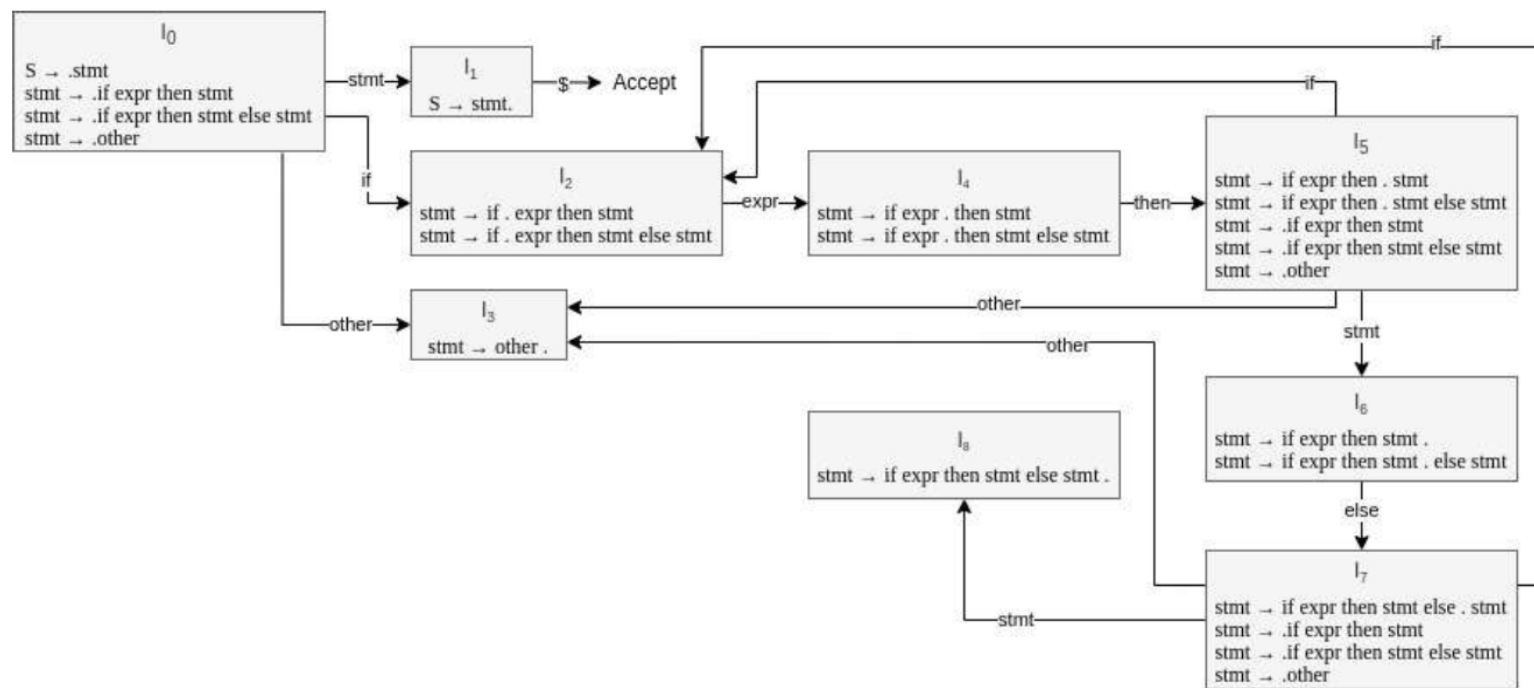 I0
S → .stmt
stmt → .if expr then stmt
stmt → .if expr then stmt else stmt
stmt → .other
stmt
I1
S → stmt.
$
Accept
if
if
if
I2
stmt → if . expr then stmt
stmt → if . expr then stmt else stmt
expr
I4
stmt → if expr . then stmt
stmt → if expr . then stmt else stmt
then
I5
stmt → if expr then . stmt
stmt → if expr then . stmt else stmt
stmt → .if expr then stmt
stmt → .if expr then stmt else stmt
stmt → .other
other
I3
stmt → other .
other
other
stmt
I6
stmt → if expr then stmt .
stmt → if expr then stmt . else stmt
else
I8
stmt → if expr then stmt else stmt .
stmt
I7
stmt → if expr then stmt else . stmt
stmt → .if expr then stmt
stmt → .if expr then stmt else stmt
stmt → .other